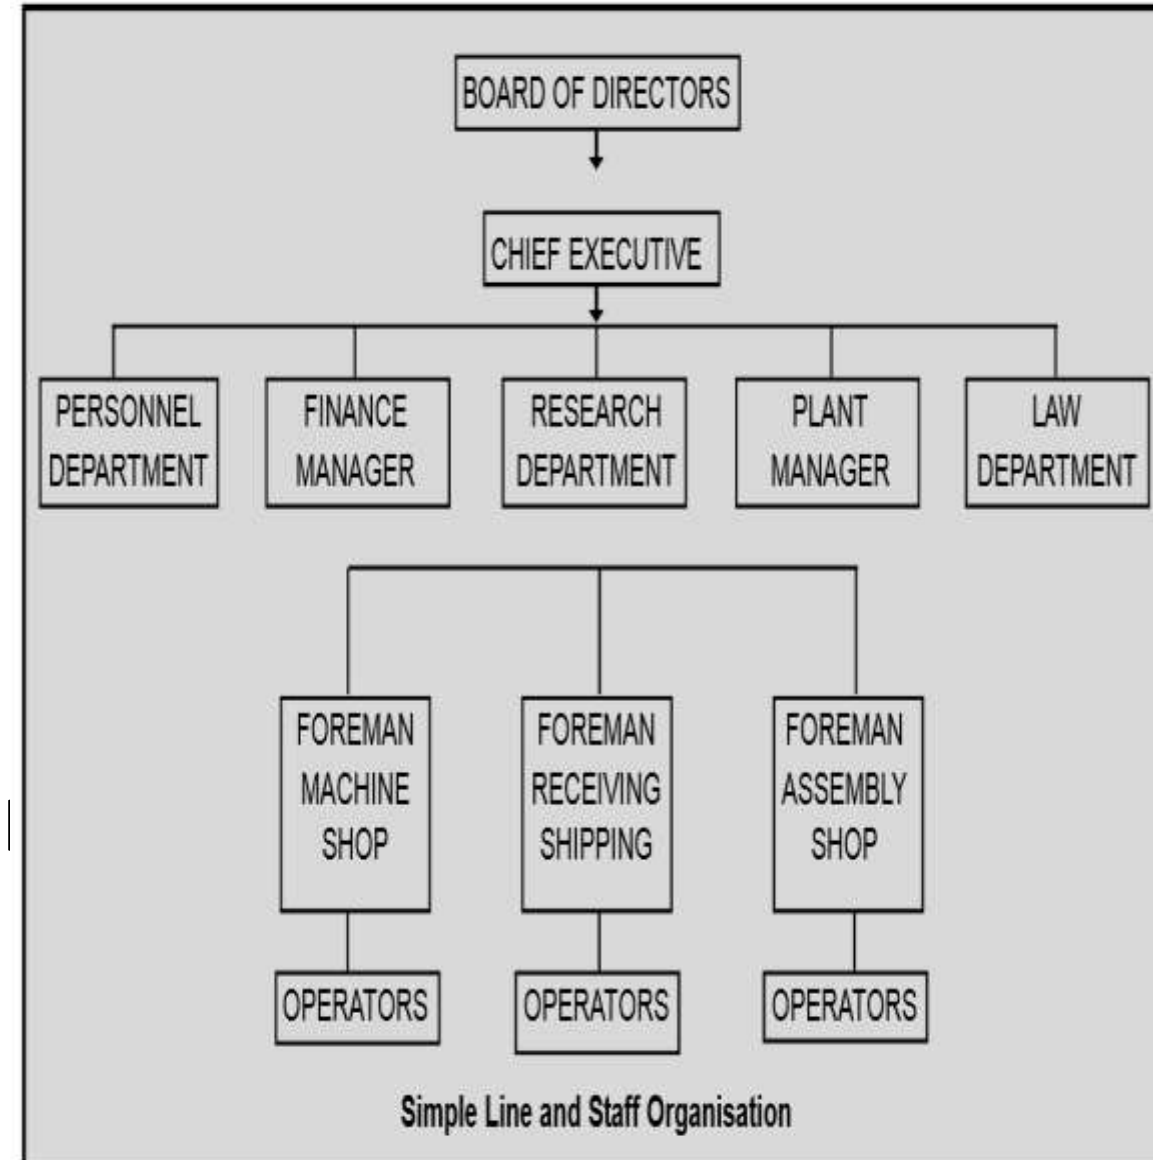 BOARD OF DIRECTORS
CHIEF EXECUTIVE
PERSONNEL
DEPARTMENT
FINANCE
MANAGER
RESEARCH
DEPARTMENT
PLANT
MANAGER
LAW
DEPARTMENT
FOREMAN
MACHINE
SHOP
FOREMAN
RECEIVING
SHIPPING
FOREMAN
ASSEMBLY
SHOP
OPERATORS
OPERATORS
OPERATORS
Simple Line and Staff Organisation